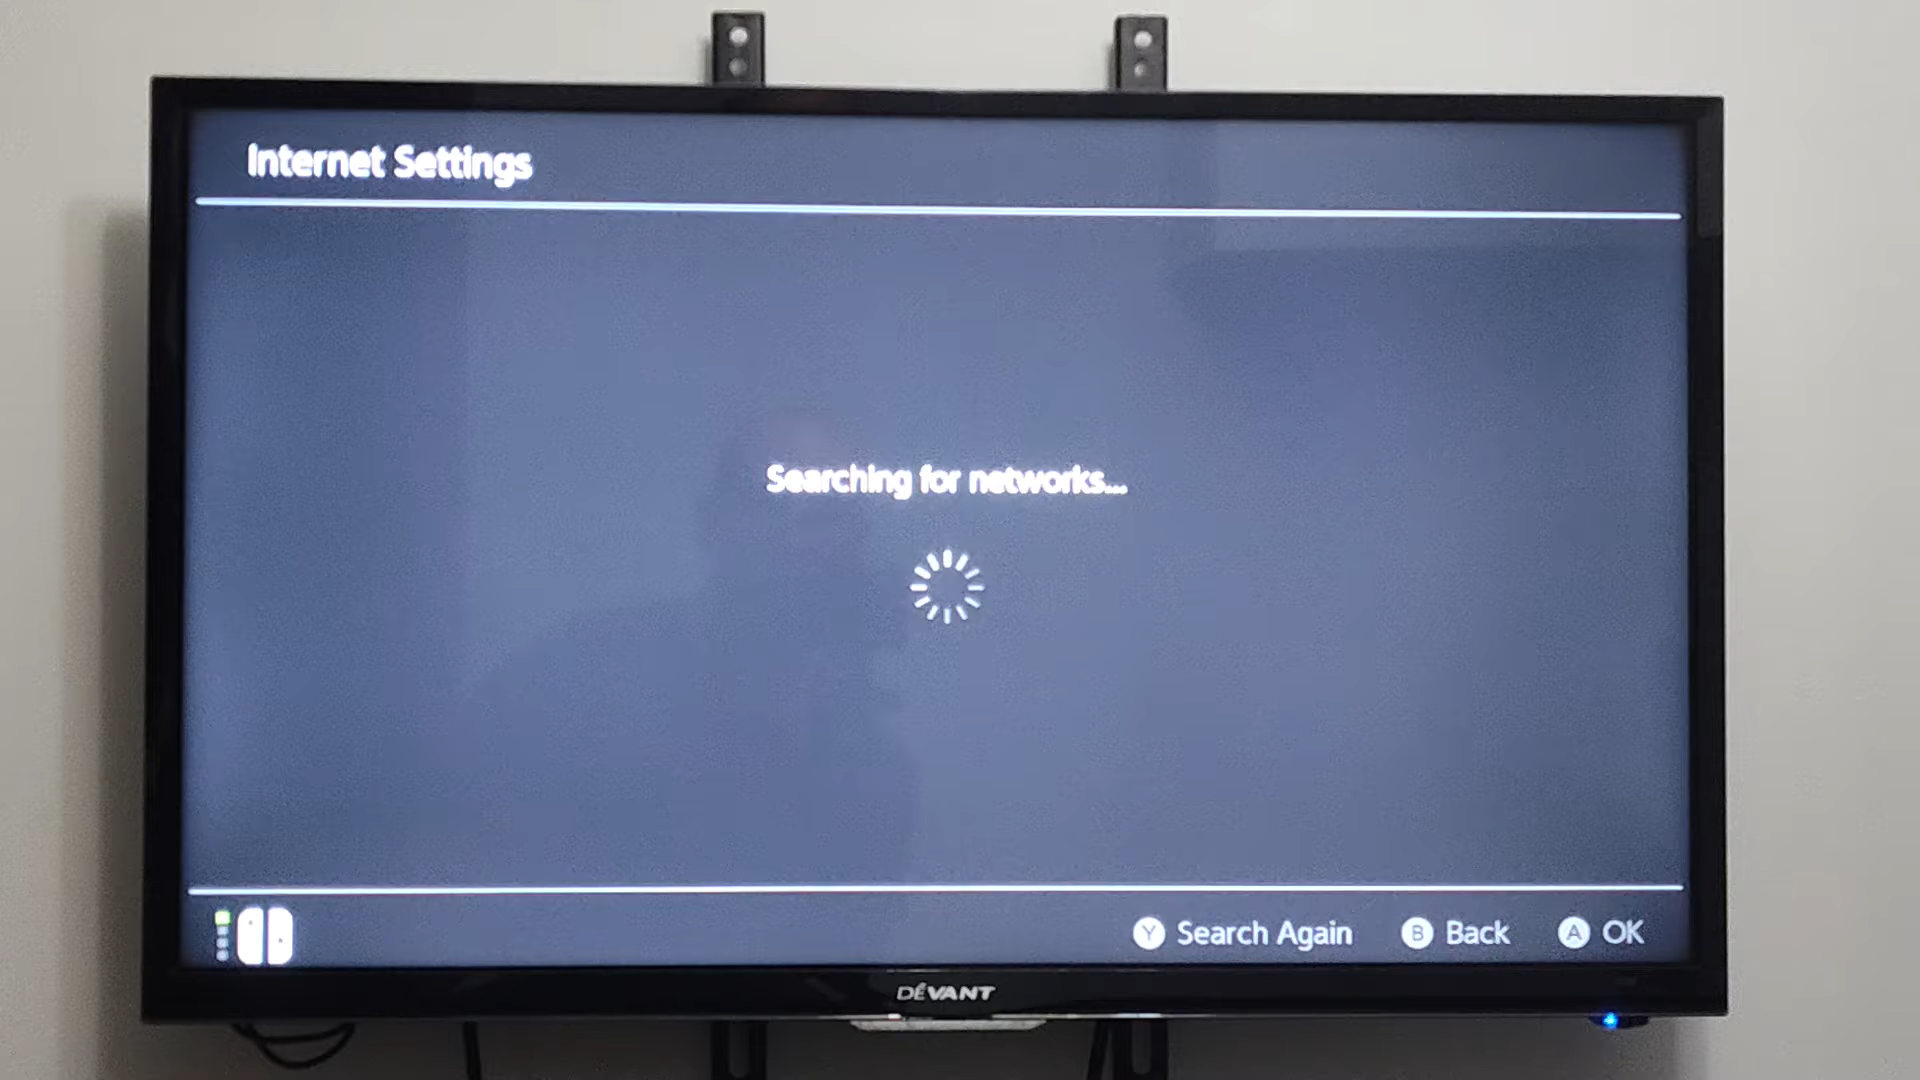 Internet Settings
Searching for networks...
Y Search Again B Back A OK
DEVANT